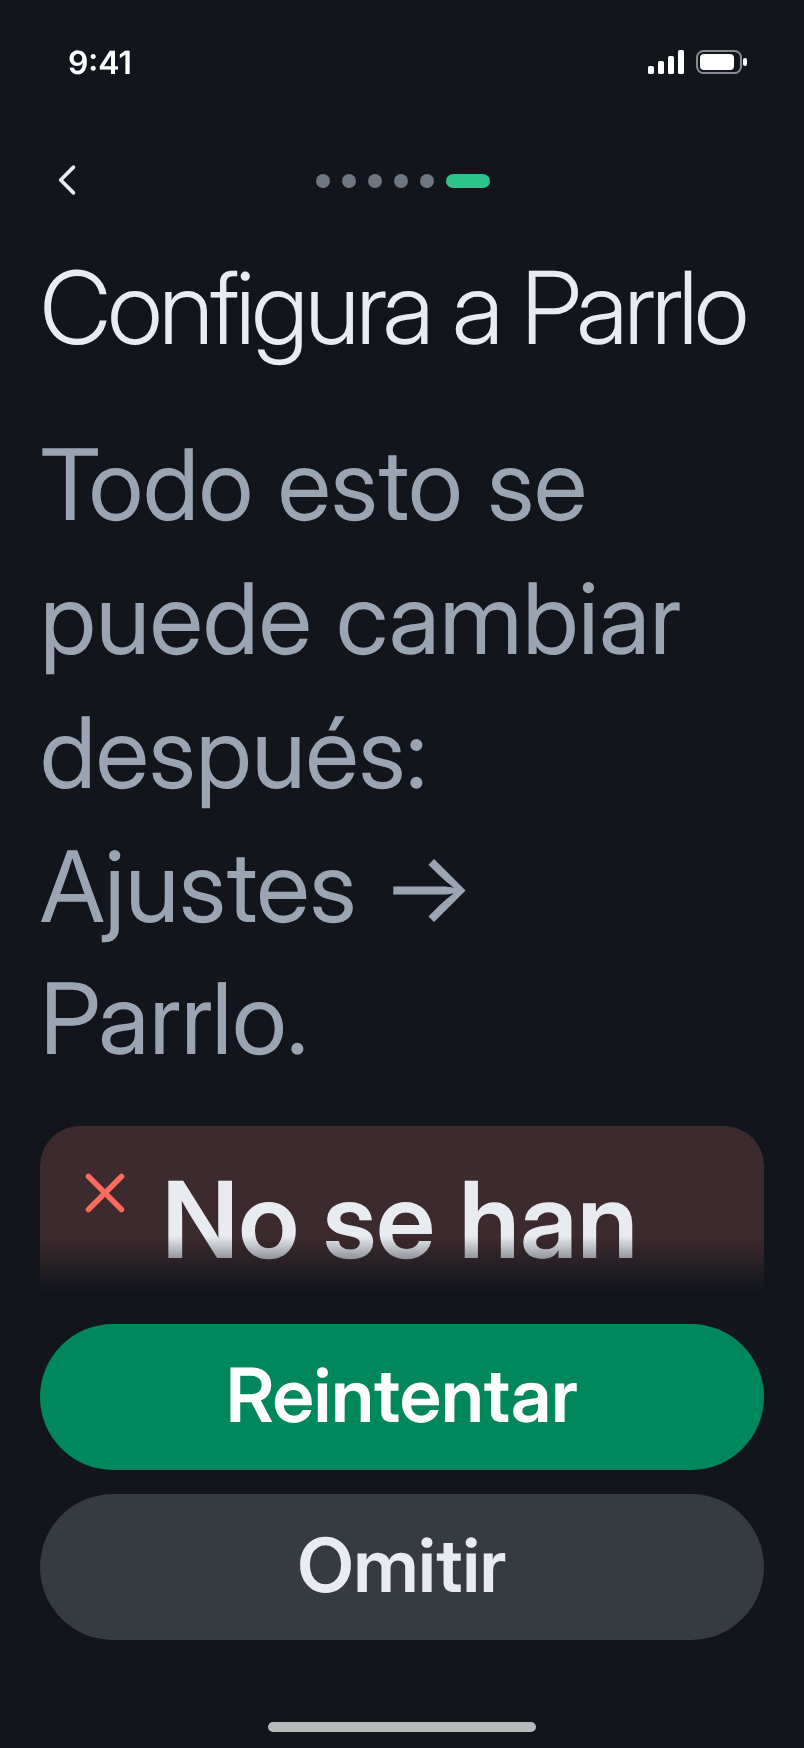 9:41
Configura a Parrlo
Todo esto se
puede cambiar
después:
Ajustes →
Parrlo.
No se han
Reintentar
Omitir